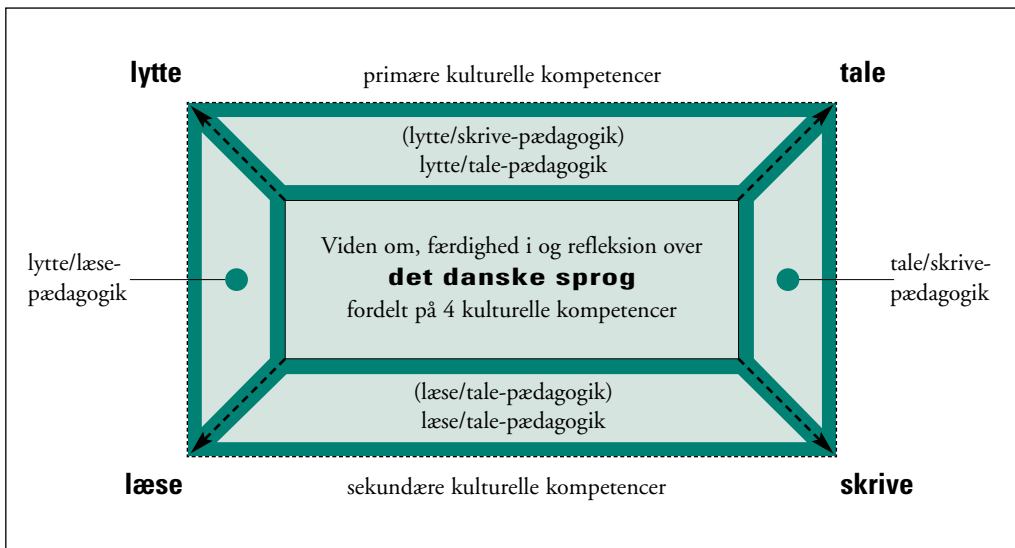 lytte
primære kulturelle kompetencer
tale
(lytte/skrive-pædagogik)
lytte/tale-pædagogik
lytte/læse-
pædagogik
Viden om, færdighed i og refleksion over
det danske sprog
fordelt på 4 kulturelle kompetencer
tale/skrive-
pædagogik
(læse/tale-pædagogik)
læse/tale-pædagogik
læse
sekundære kulturelle kompetencer
skrive